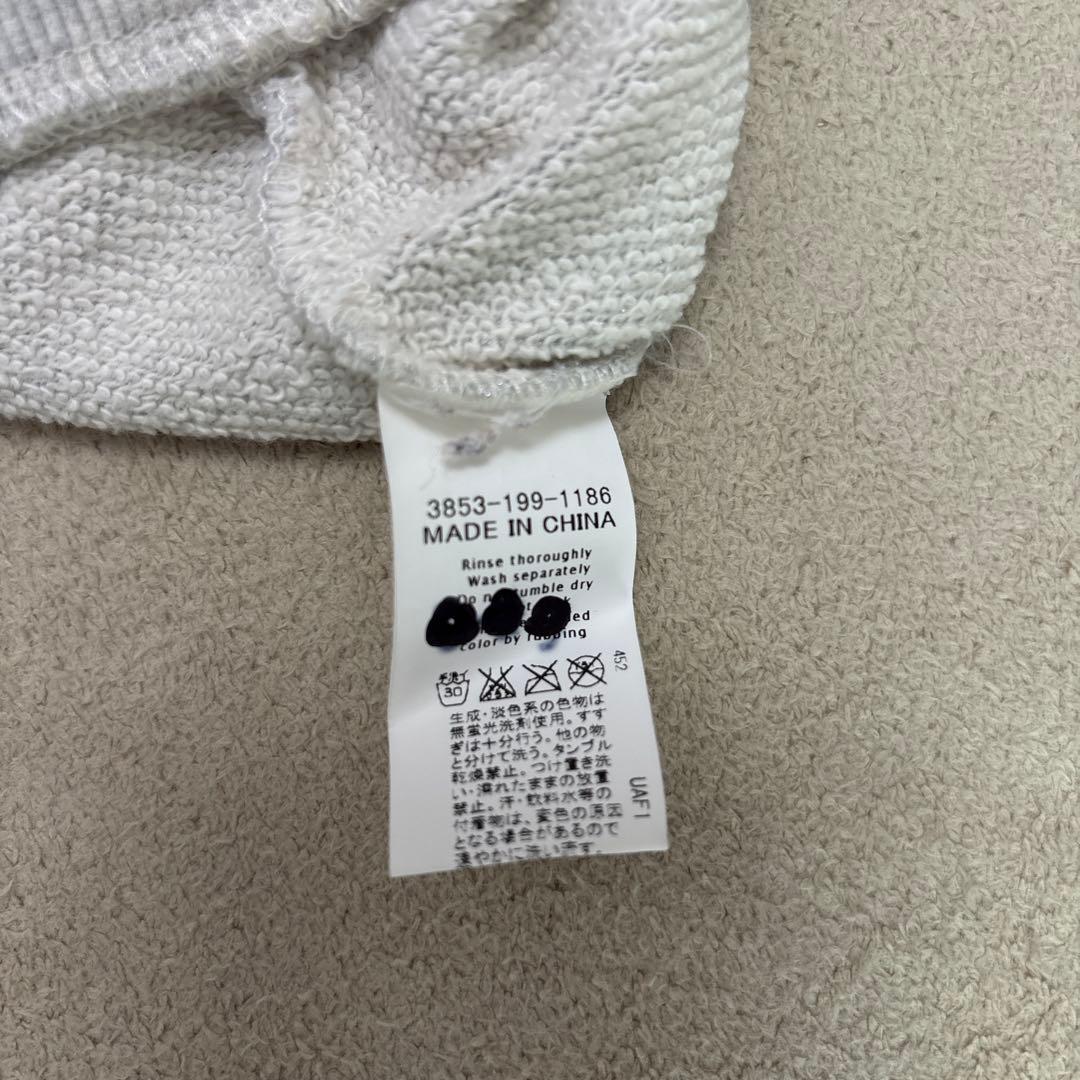 3853-199-1186
MADE IN CHINA
Rinse thoroughly
Wash separately
Do tumble dry
color by
手洗イ
30
452
生成・淡色系の色物は
無蛍光洗剤使用。すす
ぎは十分行う。他の物
と分けて洗う。タンブル
乾燥禁止。つけ置き洗
い・濡れたままの放置
禁止。汗・飲料水等の
付着物は、変色の原因
となる場合があるので
速やかに洗い流す。
UAF1